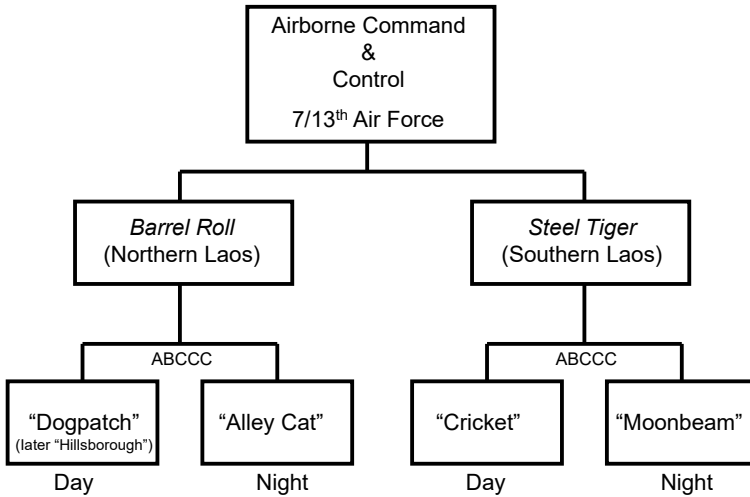 Airborne Command
&
Control
7/13th Air Force
Barrel Roll
(Northern Laos)
Steel Tiger
(Southern Laos)
ABCCC
ABCCC
“Dogpatch”
(later “Hillsborough”)
“Alley Cat”
“Cricket”
“Moonbeam”
Day
Night
Day
Night